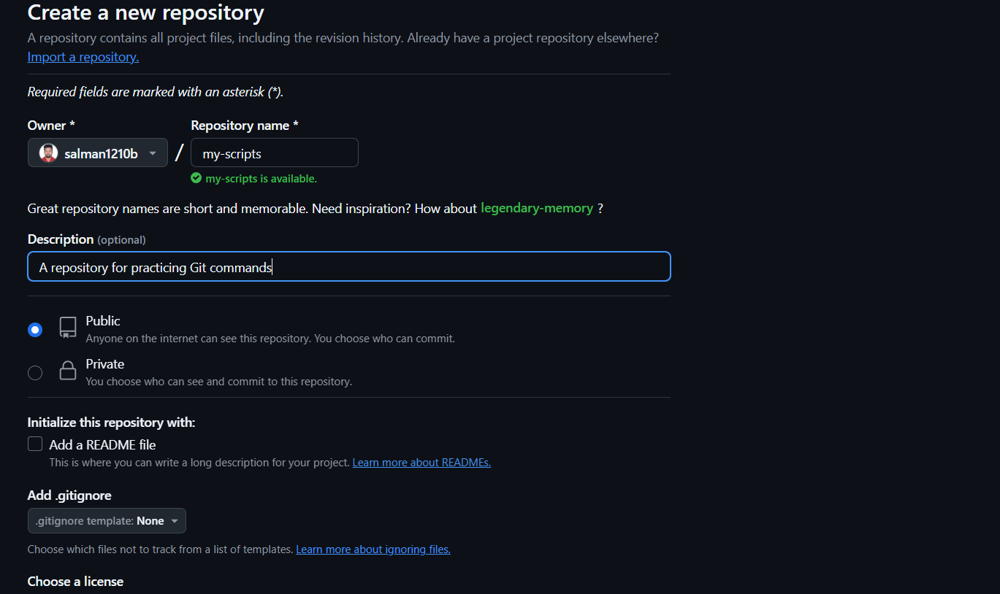 Create a new repository
A repository contains all project files, including the revision history. Already have a project repository elsewhere?
Import a repository.
Required fields are marked with an asterisk (*).
Owner * Repository name *
salman1210b / my-scripts
my-scripts is available.
Great repository names are short and memorable. Need inspiration? How about legendary-memory ?
Description (optional)
A repository for practicing Git commands
Public
Anyone on the internet can see this repository. You choose who can commit.
Private
You choose who can see and commit to this repository.
Initialize this repository with:
Add a README file
This is where you can write a long description for your project. Learn more about READMEs.
Add .gitignore
.gitignore template: None
Choose which files not to track from a list of templates. Learn more about ignoring files.
Choose a license